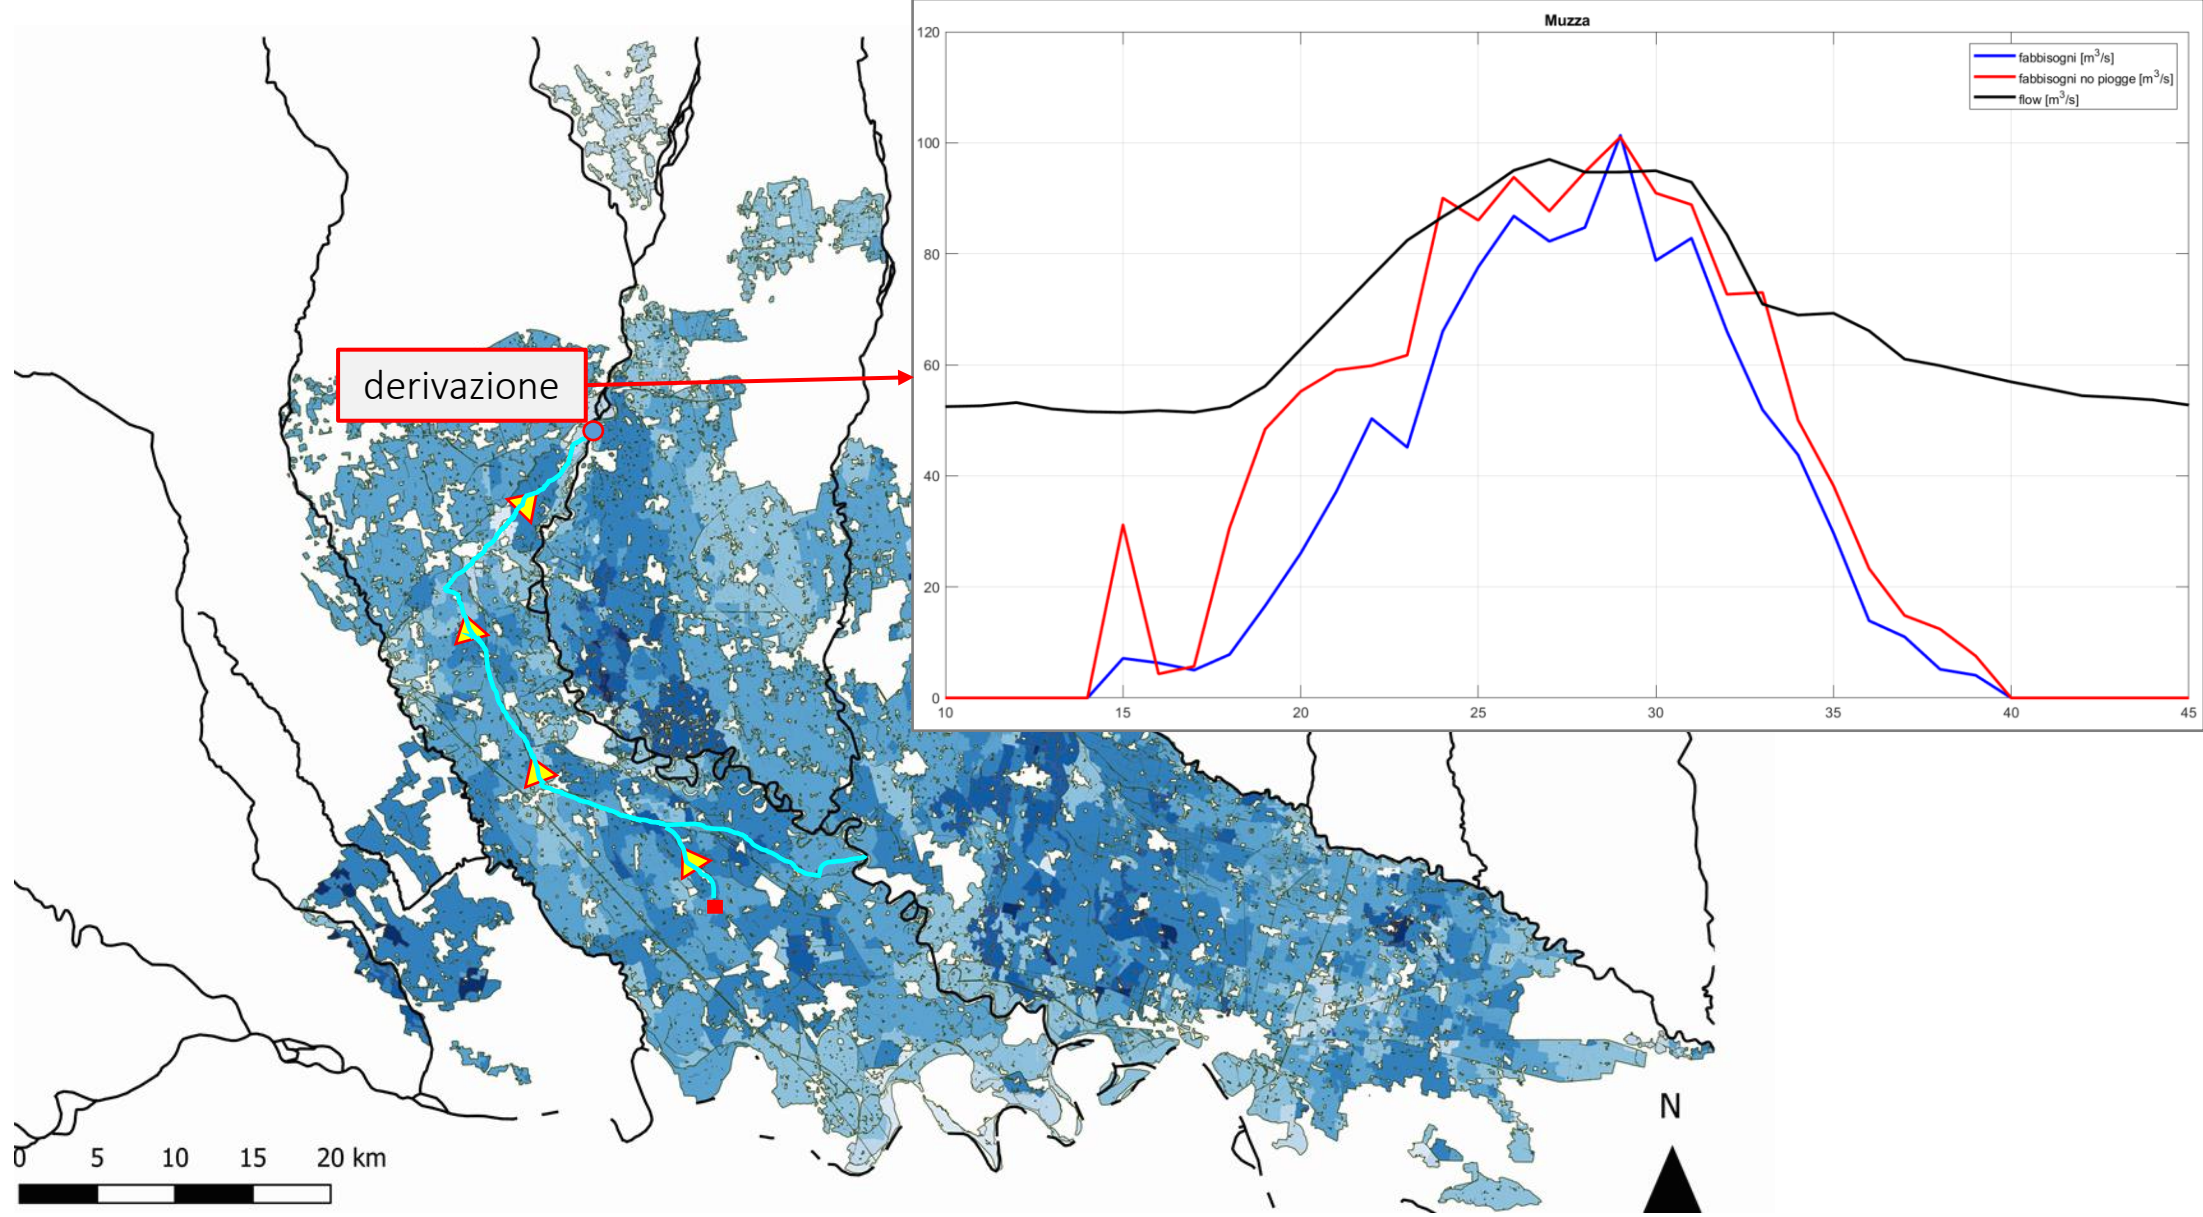 Muzza
120
100
80
60
40
20
0
10 15 20 25 30 35 40 45
fabbisogni [m³/s]
fabbisogni no piogge [m³/s]
flow [m³/s]
derivazione
N
0 5 10 15 20 km